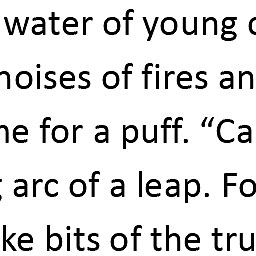 water of young
noises of fires an
me for a puff. “Ca
arc of a leap. Fo
ke bits of the tru